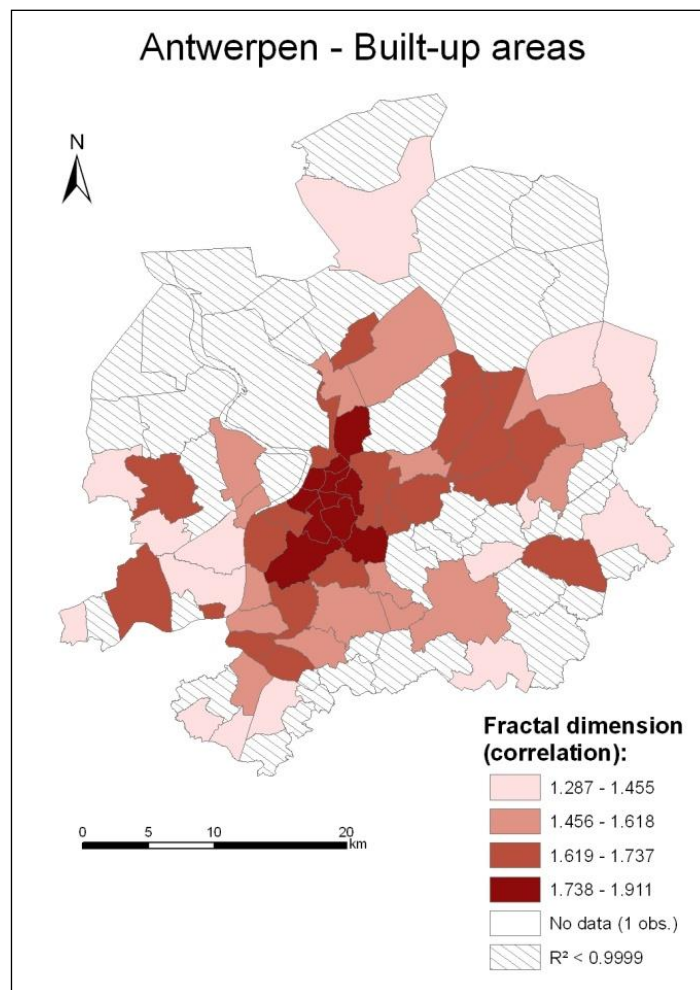 Antwerpen - Built-up areas
N
Fractal dimension
(correlation):
1.287 - 1.455
1.456 - 1.618
1.619 - 1.737
1.738 - 1.911
No data (1 obs.)
R² < 0.9999
0 5 10 20
km